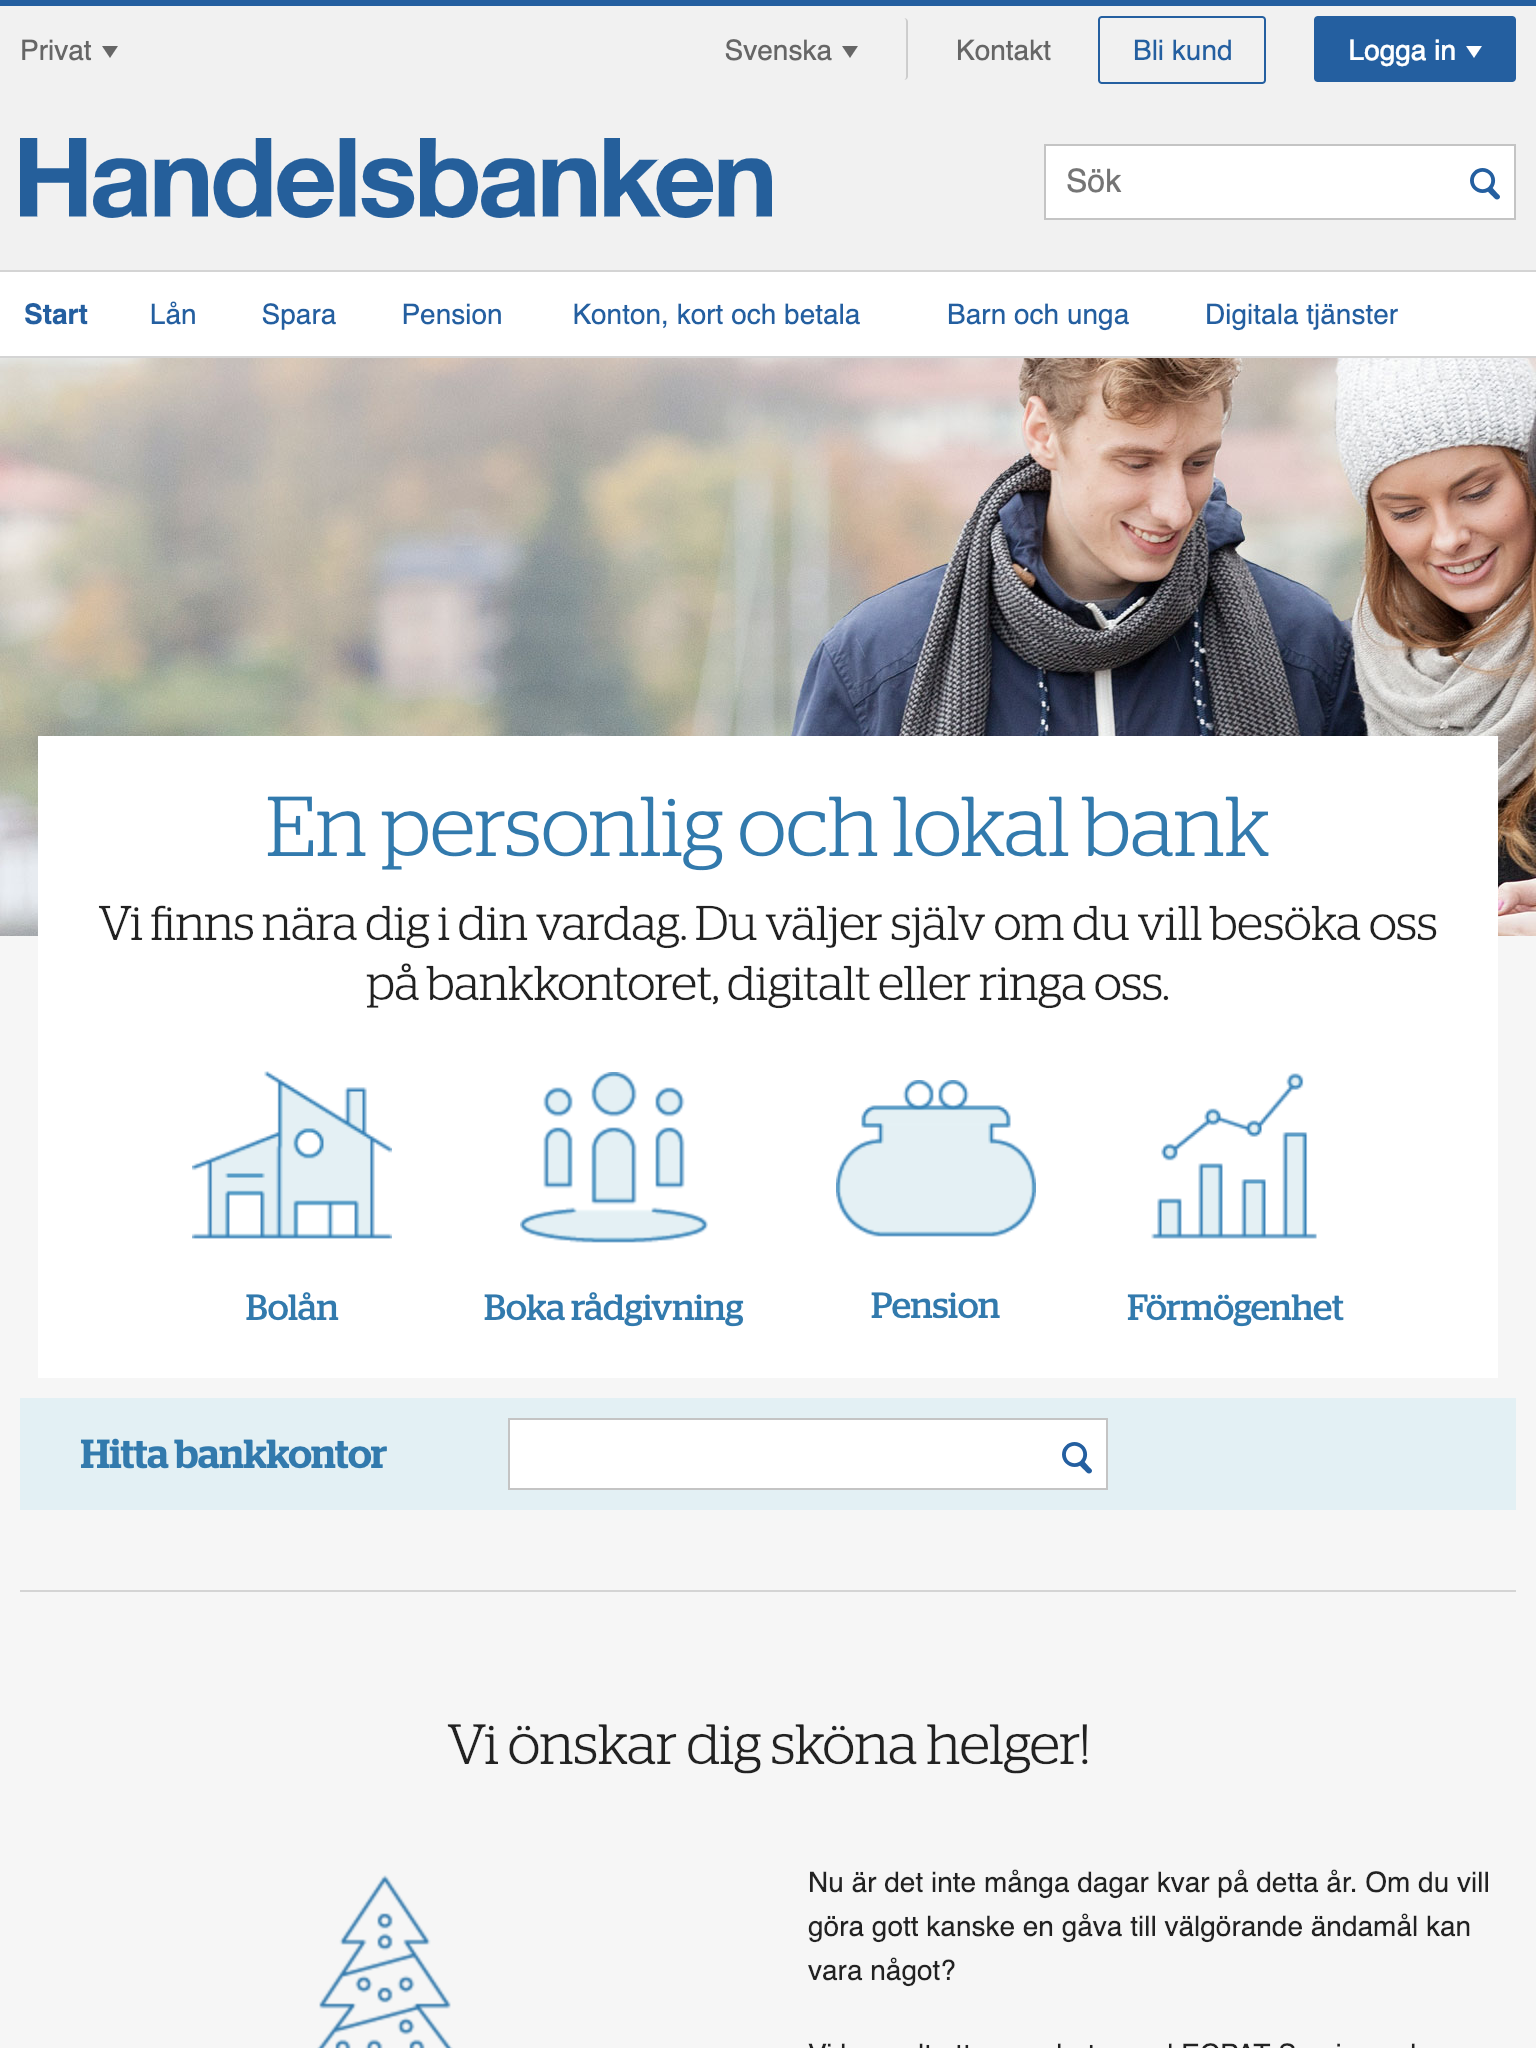 Privat
Svenska
Kontakt
Bli kund
Logga in
Handelsbanken
Sök
Start
Lån
Spara
Pension
Konton, kort och betala
Barn och unga
Digitala tjänster
En personlig och lokal bank
Vi finns nära dig i din vardag. Du väljer själv om du vill besöka oss
på bankkontoret, digitalt eller ringa oss.
Bolån
Boka rådgivning
Pension
Förmögenhet
Hitta bankkontor
Vi önskar dig sköna helger!
Nu är det inte många dagar kvar på detta år. Om du vill
göra gott kanske en gåva till välgörande ändamål kan
vara något?